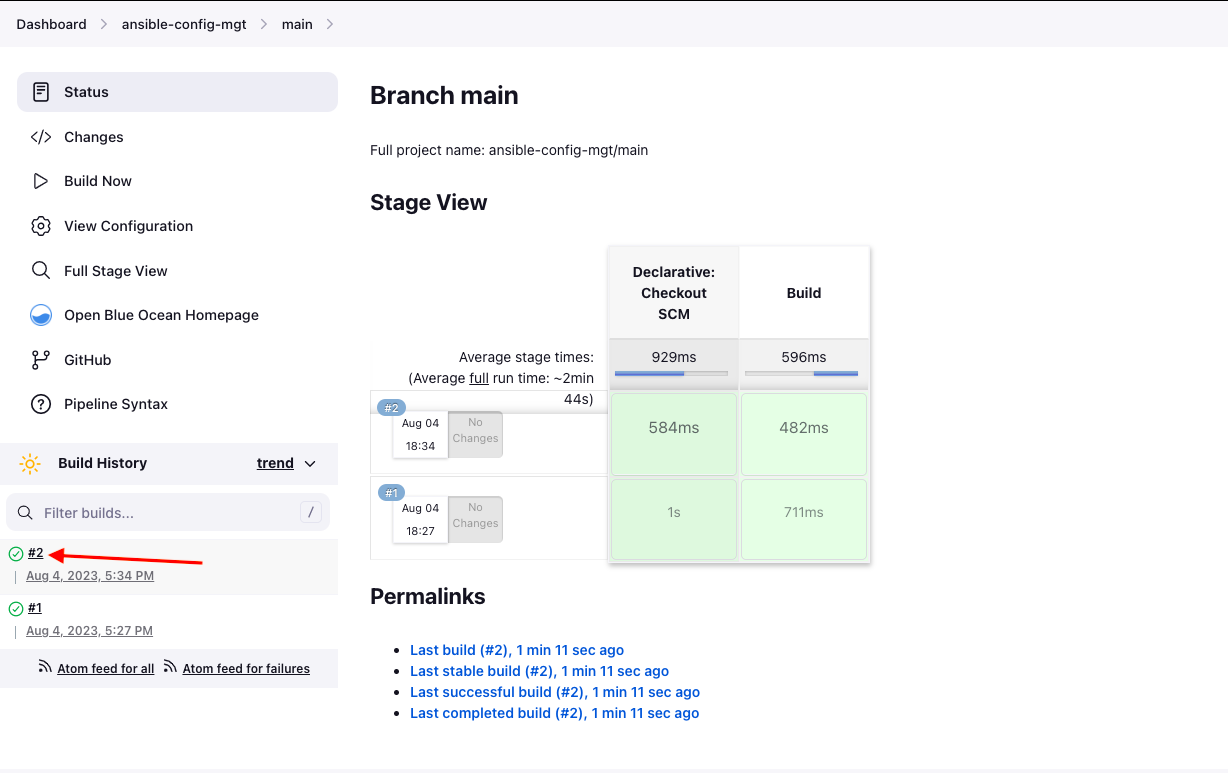 Dashboard
ansible-config-mgt
main
Status
Changes
Build Now
View Configuration
Full Stage View
Open Blue Ocean Homepage
GitHub
Pipeline Syntax
Build History
trend
Filter builds...
/
#2
Aug 4, 2023, 5:34 PM
#1
Aug 4, 2023, 5:27 PM
Atom feed for all
Atom feed for failures
Branch main
Full project name: ansible-config-mgt/main
Stage View
Declarative:
Checkout
SCM
Build
Average stage times:
(Average full run time: ~2min
44s)
929ms
596ms
#2
Aug 04
18:34
No
Changes
584ms
482ms
#1
Aug 04
18:27
No
Changes
1s
711ms
Permalinks
Last build (#2), 1 min 11 sec ago
Last stable build (#2), 1 min 11 sec ago
Last successful build (#2), 1 min 11 sec ago
Last completed build (#2), 1 min 11 sec ago